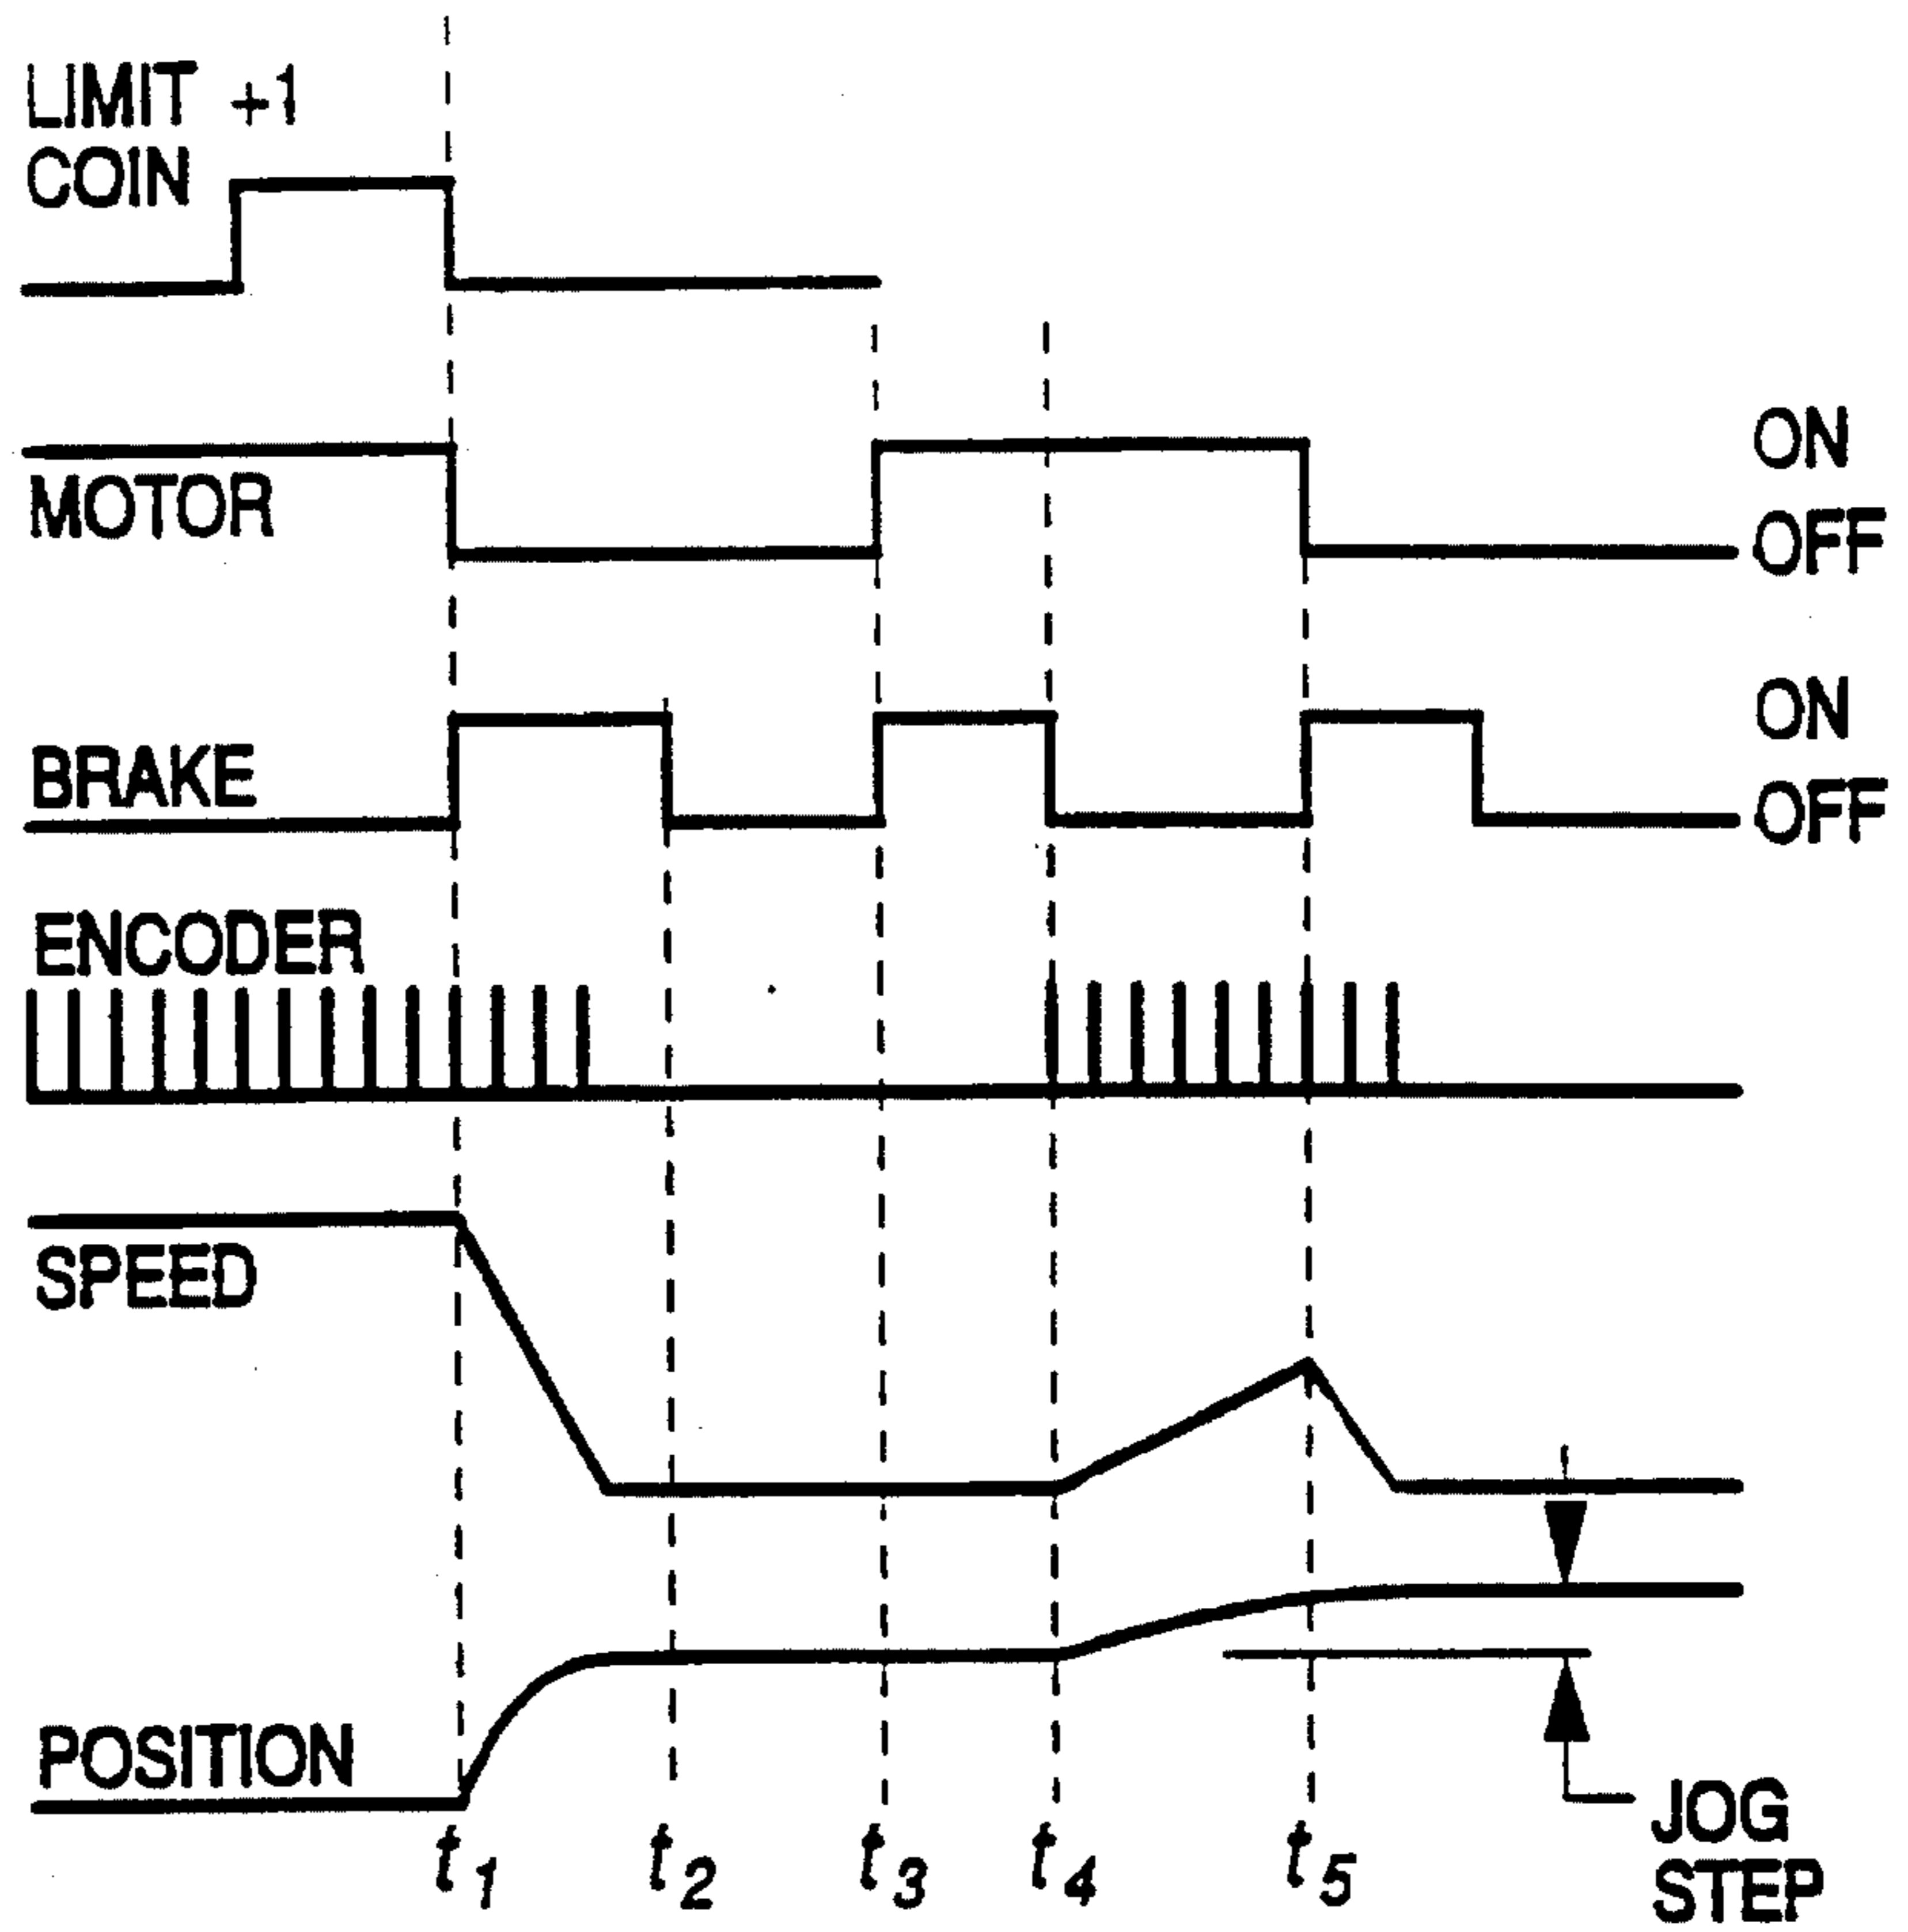 LIMIT +1
COIN
MOTOR
ON
OFF
BRAKE
ON
OFF
ENCODER
SPEED
POSITION
t1 t2 t3 t4 t5
JOG
STEP